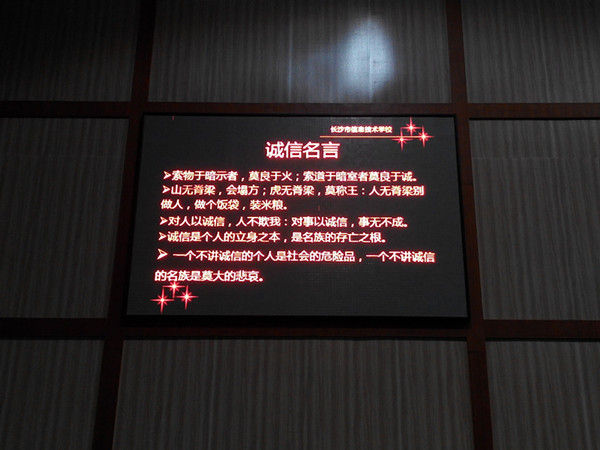 长沙市信息技术学校
诚信名言
➢索物于暗示者，莫良于火；索道于暗室者莫良于诚。
➢山无脊梁，会塌方；虎无脊梁，莫称王：人无脊梁别
做人，做个饭袋，装米粮。
➢对人以诚信，人不欺我：对事以诚信，事无不成。
➢诚信是个人的立身之本，是名族的存亡之根。
➢ 一个不讲诚信的个人是社会的危险品，一个不讲诚信
的名族是莫大的悲哀。